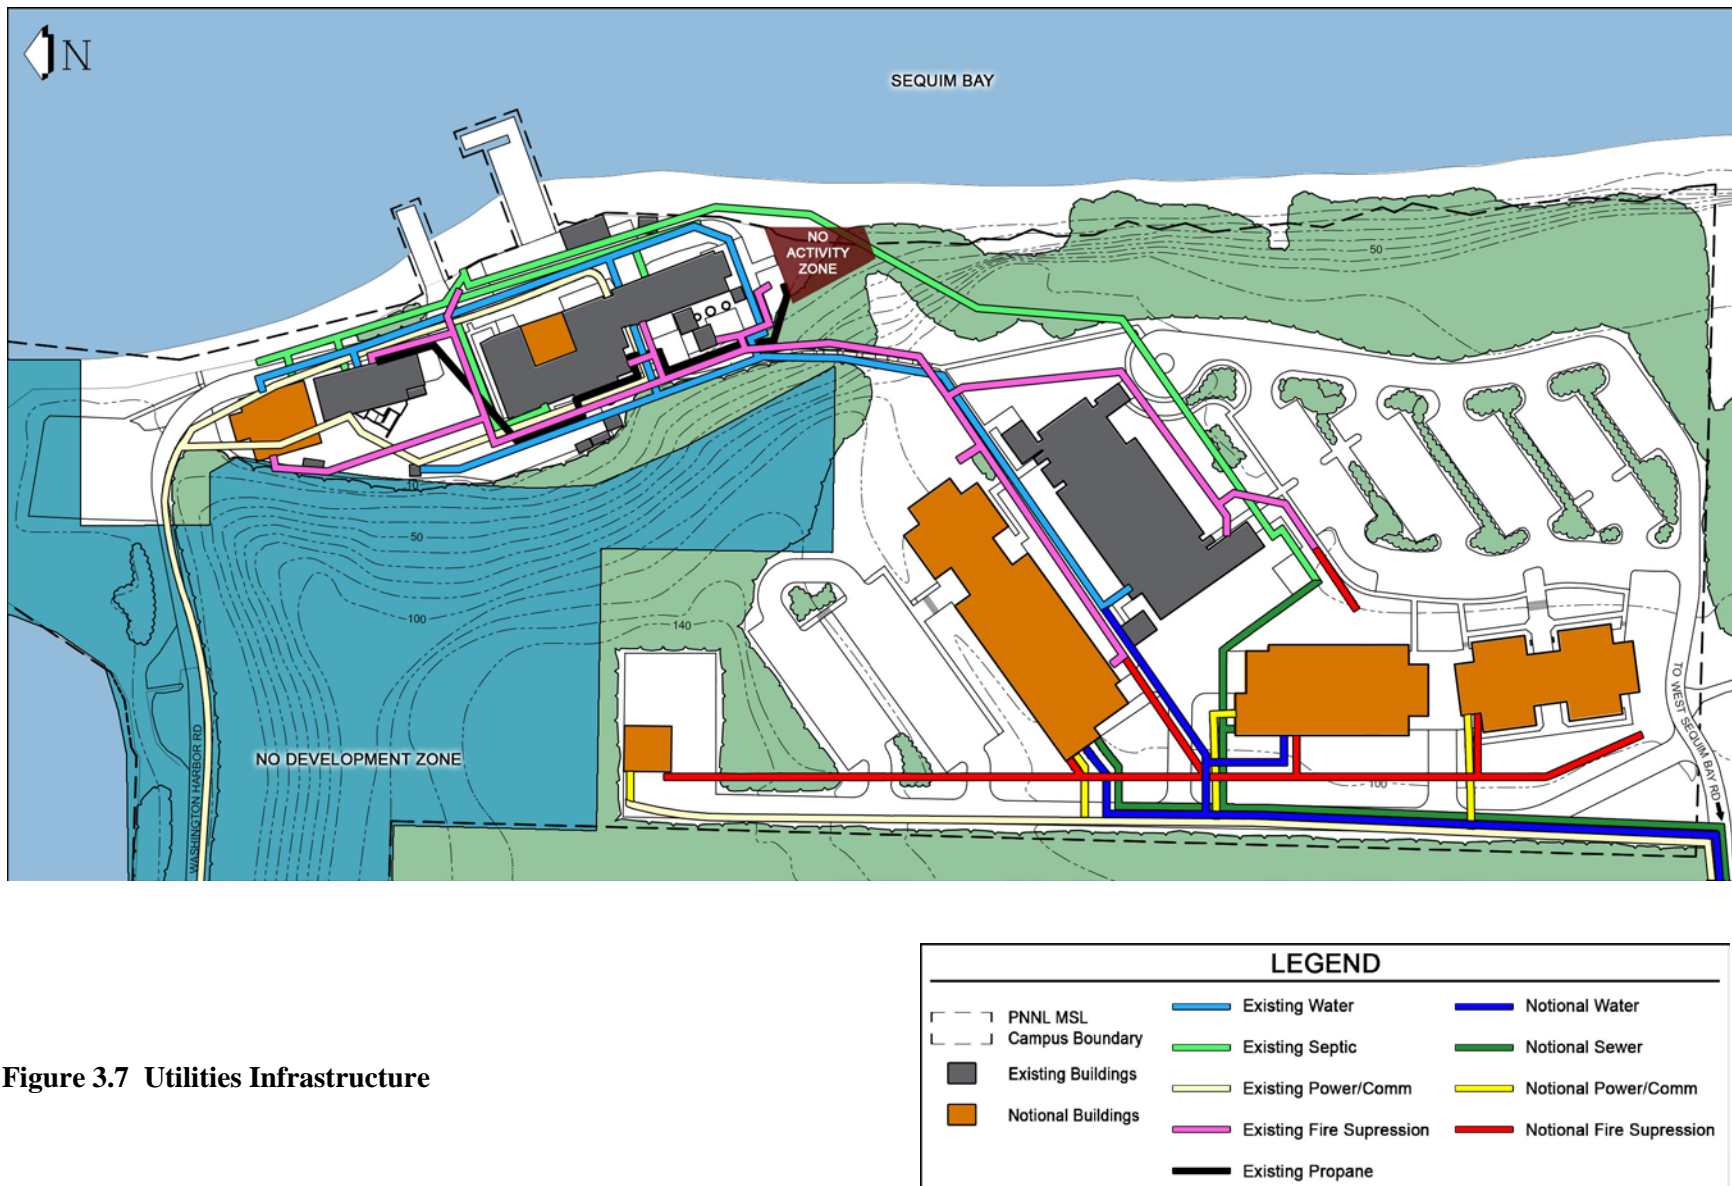 N
SEQUIM BAY
NO
ACTIVITY
ZONE
50
10
50
100
140
100
NO DEVELOPMENT ZONE
WASHINGTON HARBOR RD
TO WEST SEQUIM BAY RD
LEGEND
PNNL MSL
Campus Boundary
Existing Buildings
Notional Buildings
Existing Water
Existing Septic
Existing Power/Comm
Existing Fire Supression
Existing Propane
Notional Water
Notional Sewer
Notional Power/Comm
Notional Fire Supression
Figure 3.7 Utilities Infrastructure